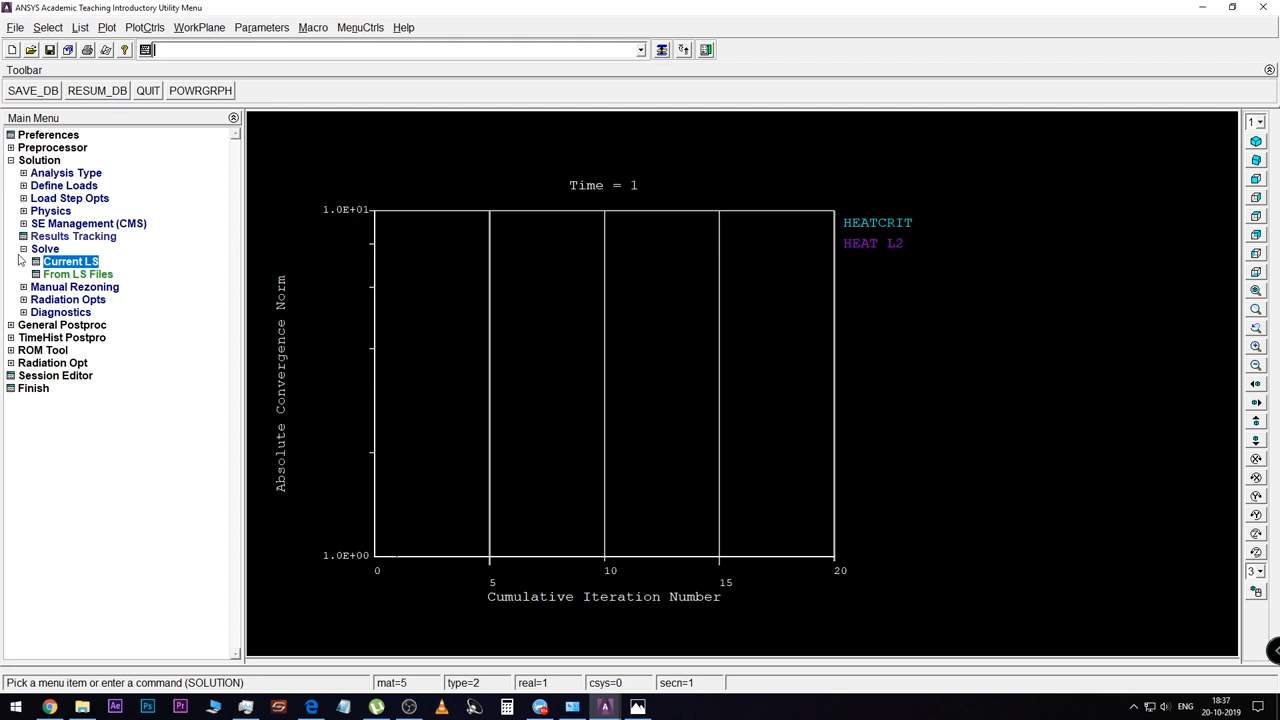 ANSYS Academic Teaching Introductory Utility Menu
File Select List Plot PlotCtrls WorkPlane Parameters Macro MenuCtrls Help
Toolbar
SAVE_DB RESUM_DB QUIT POWRGRPH
Main Menu
Preferences
Preprocessor
Solution
Analysis Type
Define Loads
Load Step Opts
Physics
SE Management (CMS)
Results Tracking
Solve
Current LS
From LS Files
Manual Rezoning
Radiation Opts
Diagnostics
General Postproc
TimeHist Postpro
ROM Tool
Radiation Opt
Session Editor
Finish
Time = 1
1.0E+01
HEATCRIT
HEAT L2
Absolute Convergence Norm
1.0E+00
0 5 10 15 20
Cumulative Iteration Number
1
3
Pick a menu item or enter a command (SOLUTION) mat=5 type=2 real=1 csys=0 secn=1
Ae Ps Pr ENG 18:37
20-10-2019